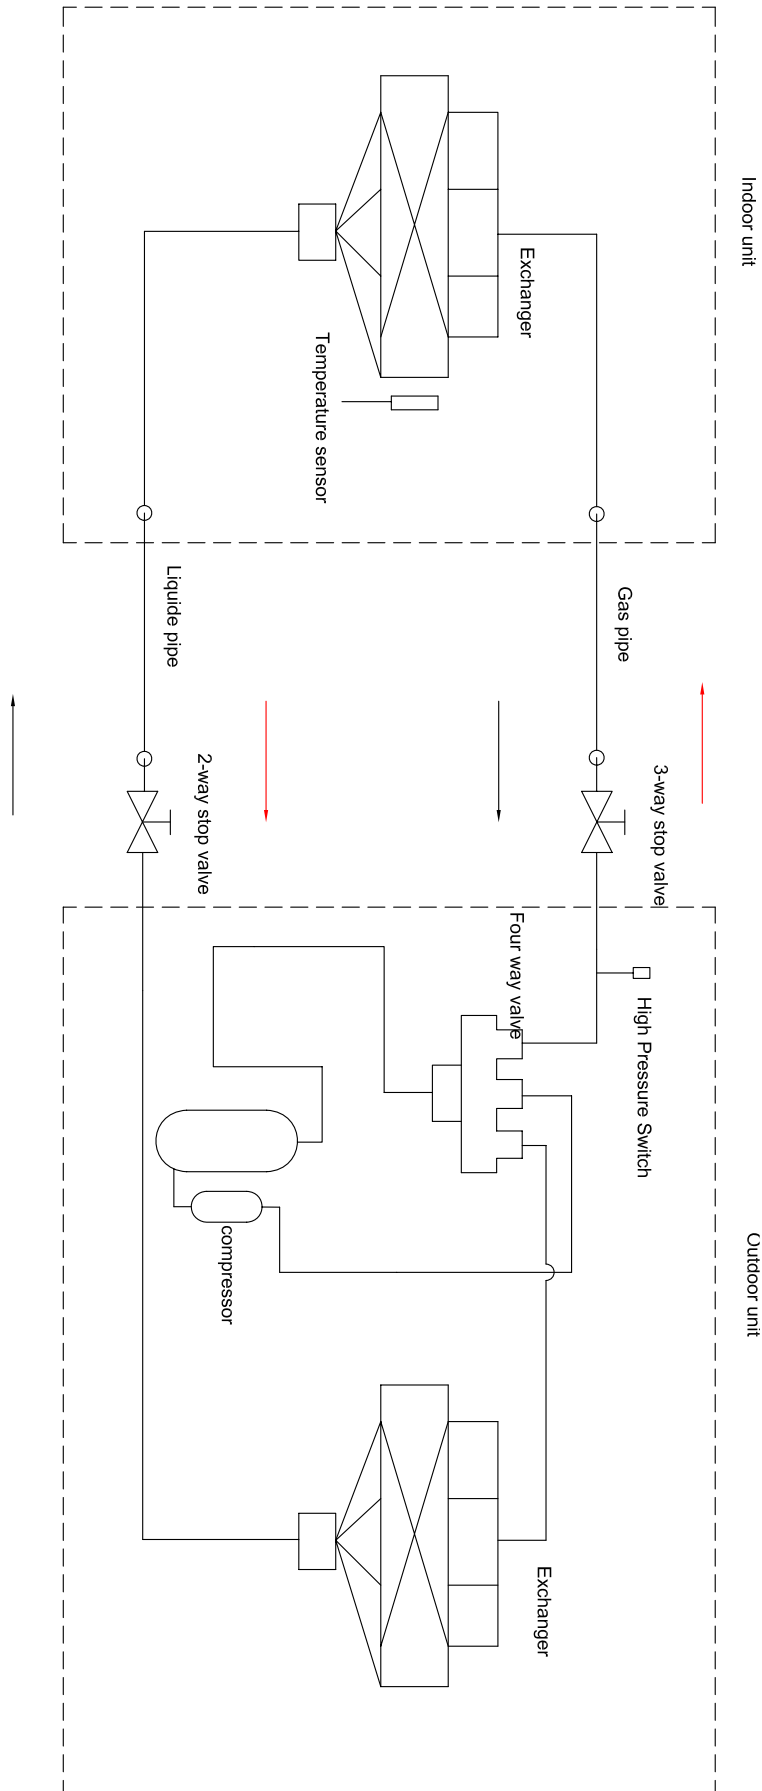 Indoor unit
Exchanger
Temperature sensor
Gas pipe
Liquide pipe
3-way stop valve
2-way stop valve
Outdoor unit
High Pressure Switch
Four way valve
compressor
Exchanger